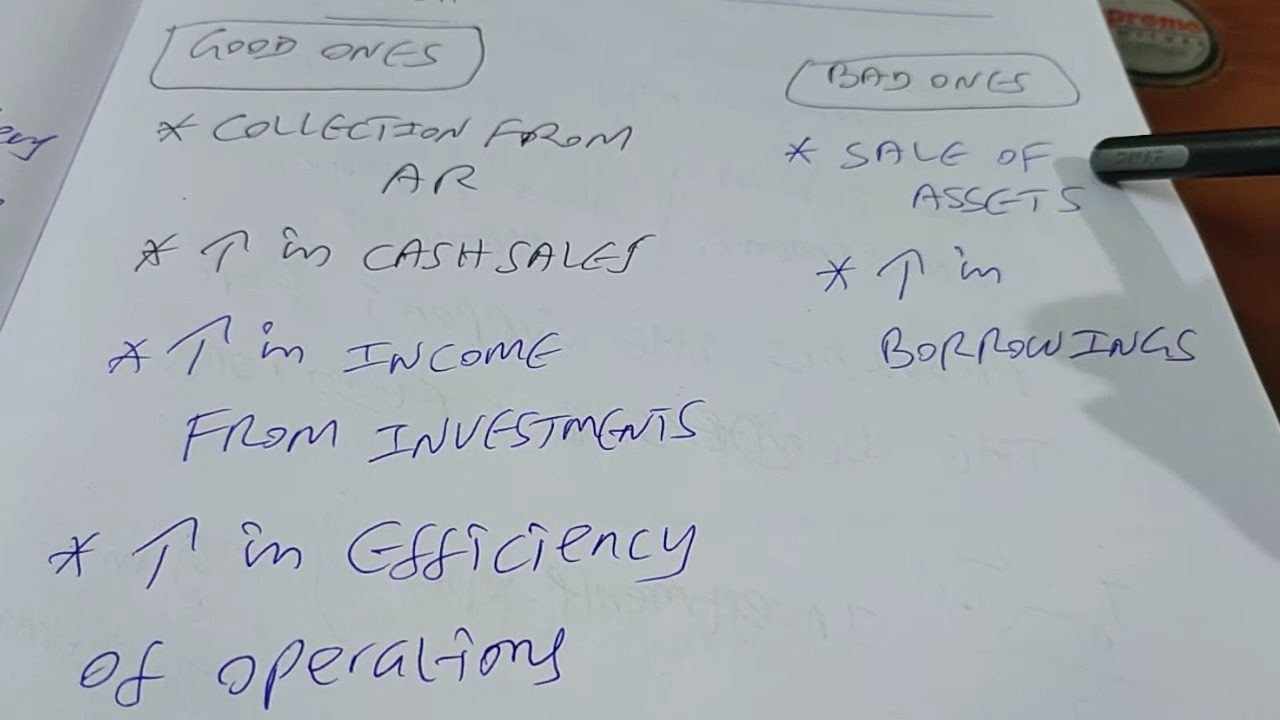 GOOD ONES
* COLLECTION FROM
AR
* ↑ in CASH SALES
* ↑ in INCOME
FROM INVESTMENTS
* ↑ in Efficiency
of operations
BAD ONES
* SALE OF
ASSETS
* ↑ in
BORROWINGS